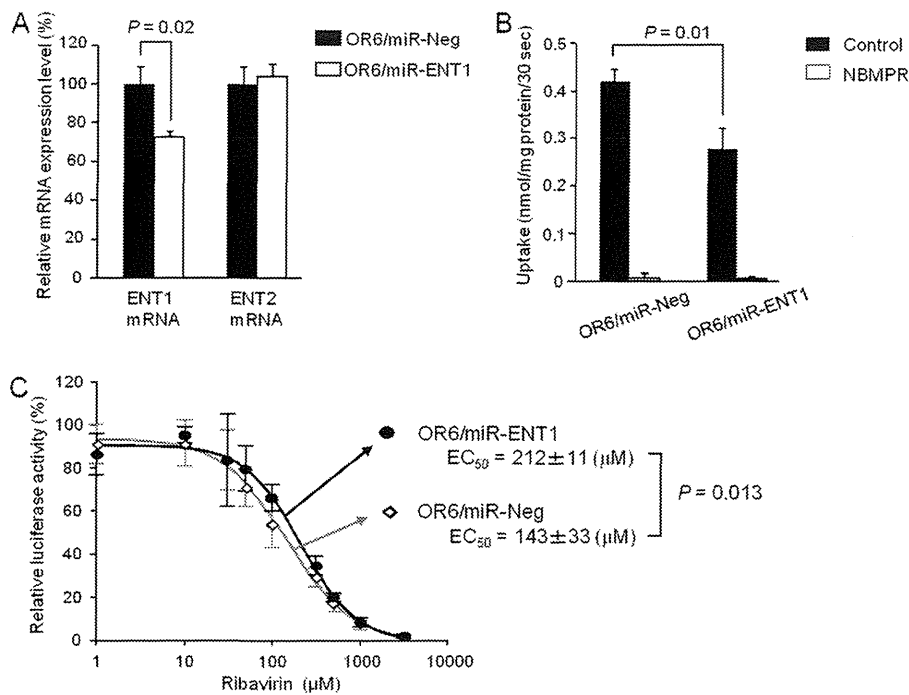 A
Relative mRNA expression level (%)
120
100
80
60
40
20
0
P = 0.02
OR6/miR-Neg
OR6/miR-ENT1
ENT1
mRNA
ENT2
mRNA
B
Uptake (nmol/mg protein/30 sec)
0.5
0.4
0.3
0.2
0.1
0
P = 0.01
Control
NBMPR
OR6/miR-Neg
OR6/miR-ENT1
C
Relative luciferase activity (%)
120
100
80
60
40
20
0
1
10
100
1000
10000
Ribavirin (μM)
OR6/miR-ENT1
EC50 = 212±11 (μM)
OR6/miR-Neg
EC50 = 143±33 (μM)
P = 0.013